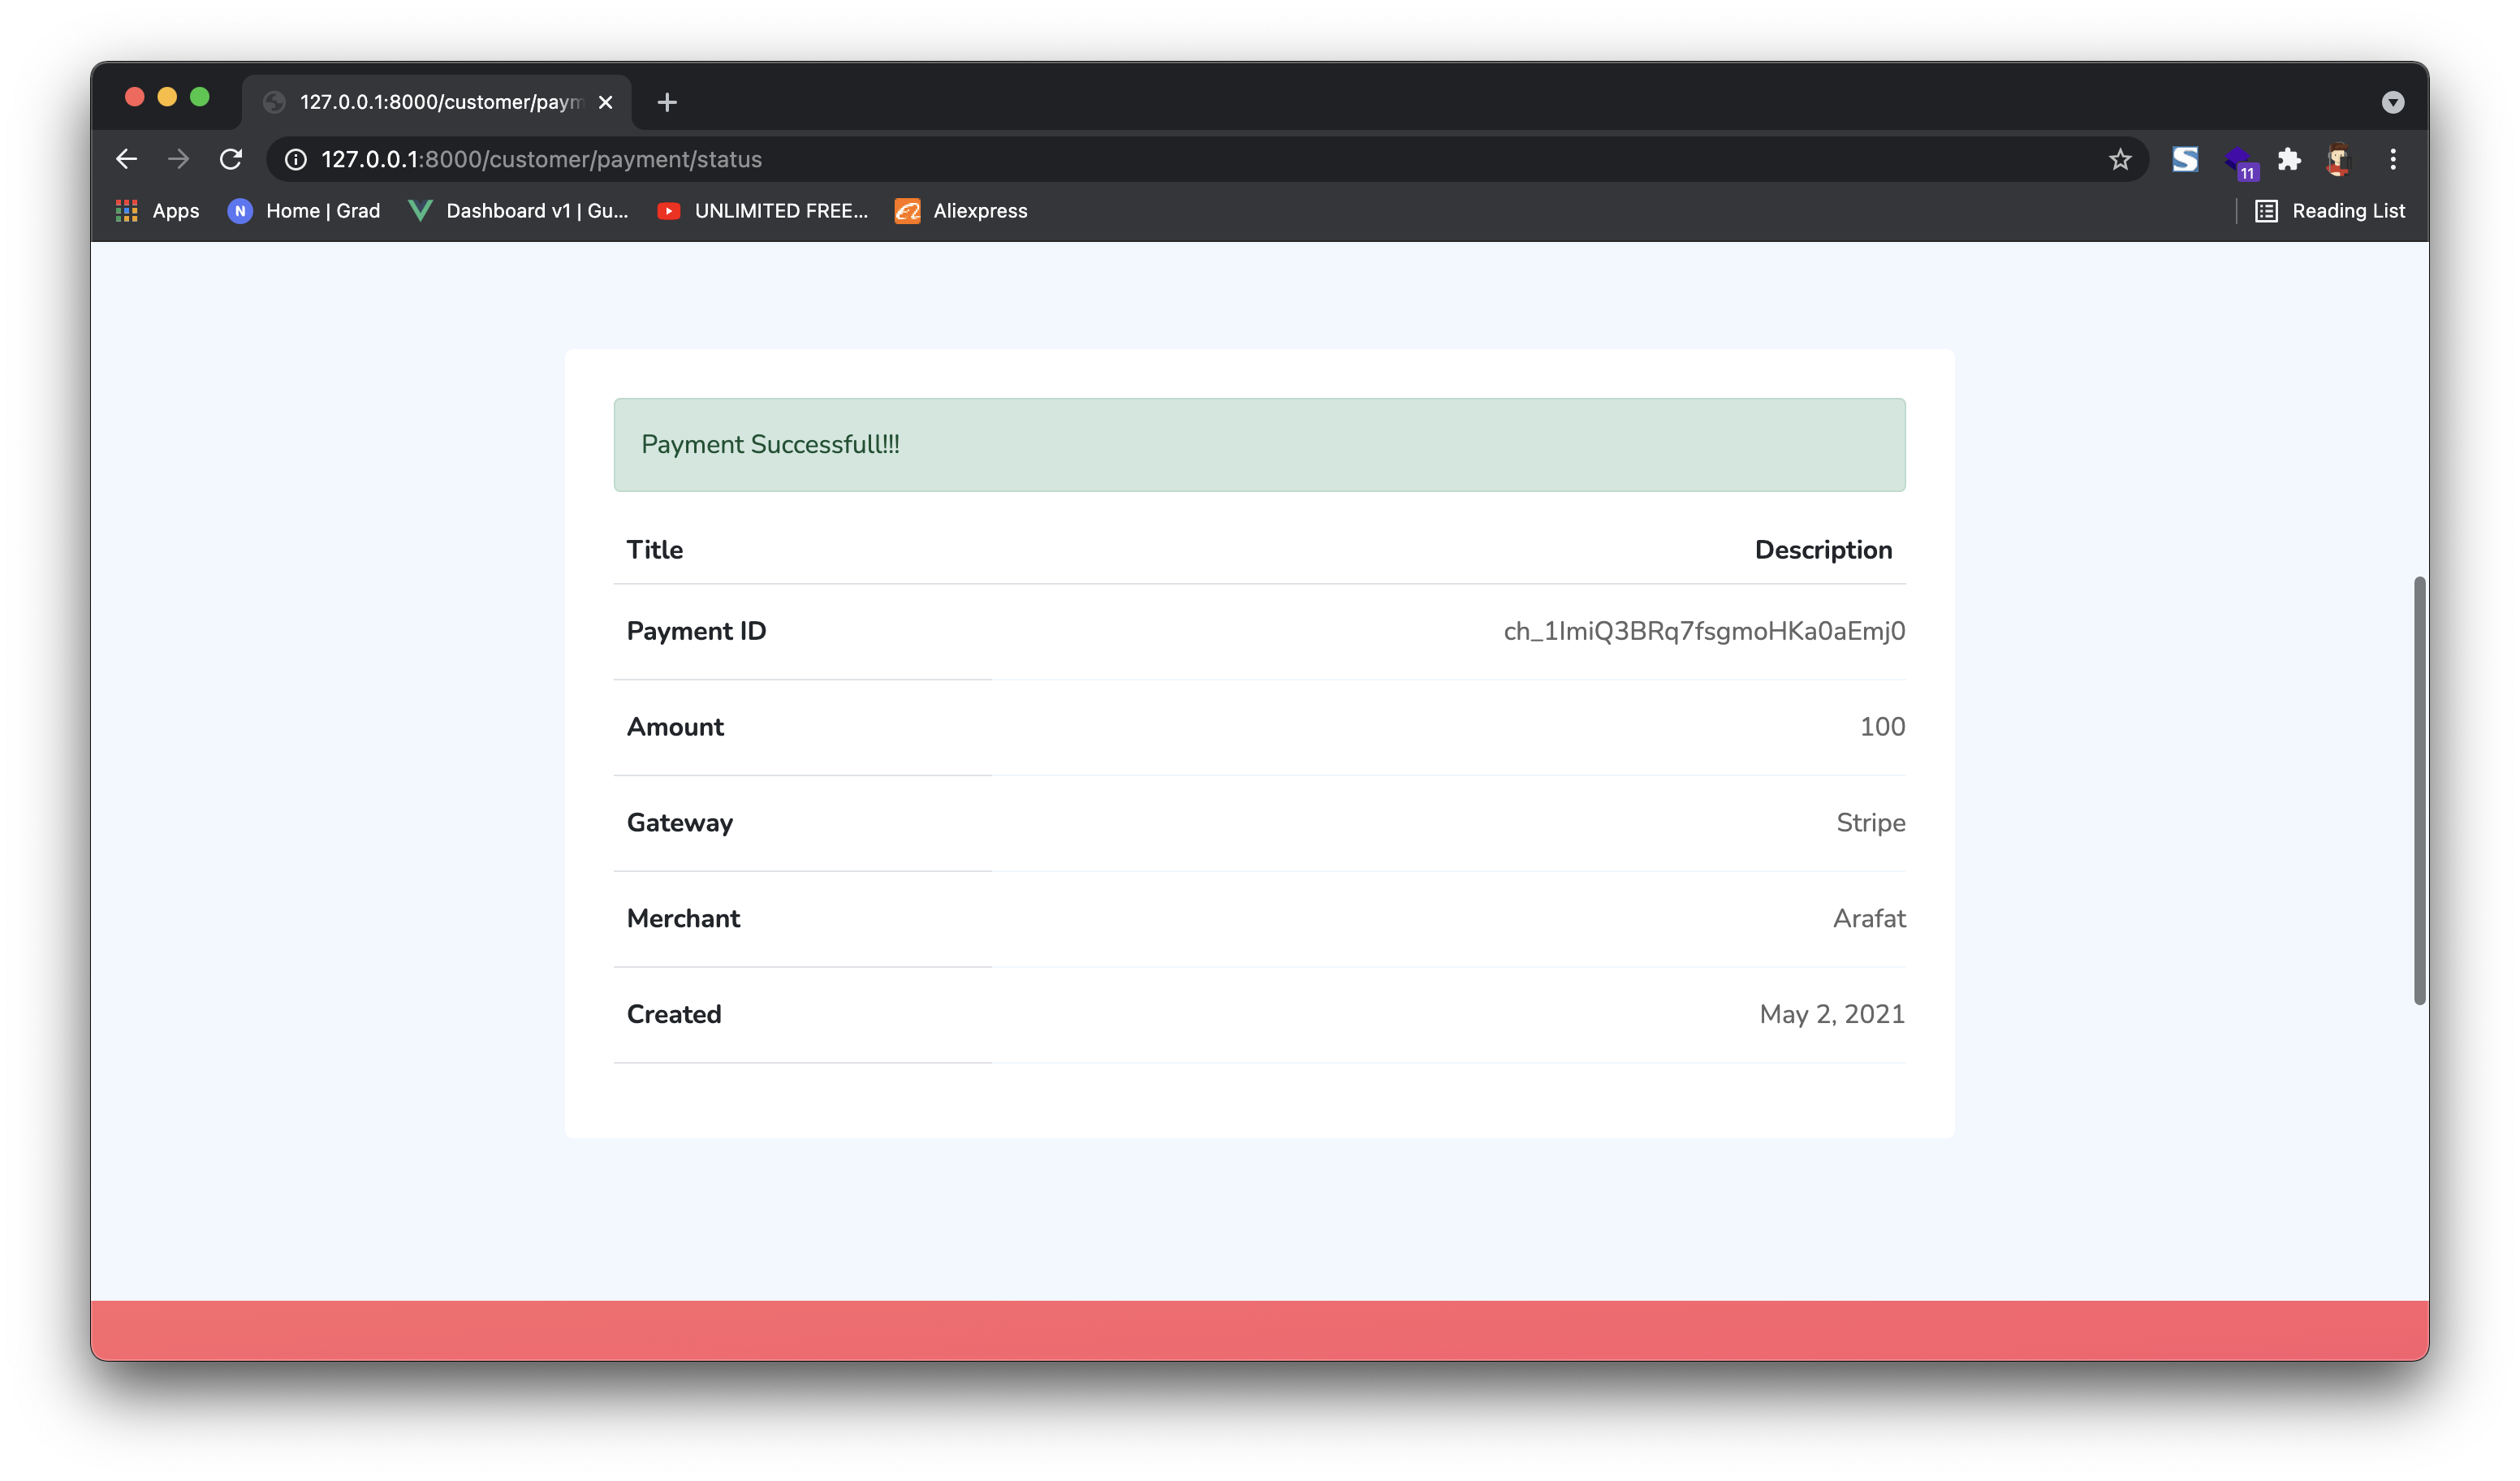 127.0.0.1:8000/customer/paym
127.0.0.1:8000/customer/payment/status
11
Apps N Home | Grad Dashboard v1 | Gu... UNLIMITED FREE... Aliexpress Reading List
Payment Successfull!!!
Title Description
Payment ID ch_1ImiQ3BRq7fsgmoHKa0aEmj0
Amount 100
Gateway Stripe
Merchant Arafat
Created May 2, 2021